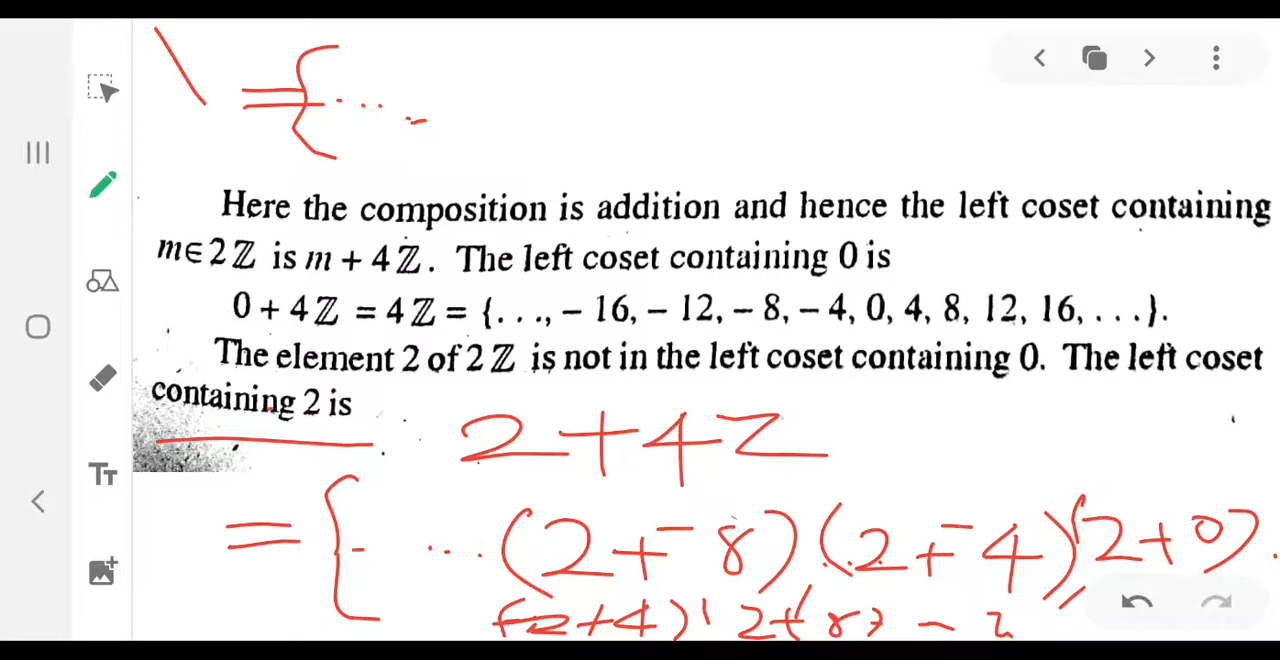 = { ... -
Here the composition is addition and hence the left coset containing
m∈2ℤ is m + 4ℤ. The left coset containing 0 is
0 + 4ℤ = 4ℤ = {. . ., – 16, – 12, – 8, – 4, 0, 4, 8, 12, 16, . . .}.
The element 2 of 2ℤ is not in the left coset containing 0. The left coset
containing 2 is
2+4Z
= { - ... (2+-8) (2+-4), (2+0).
TT